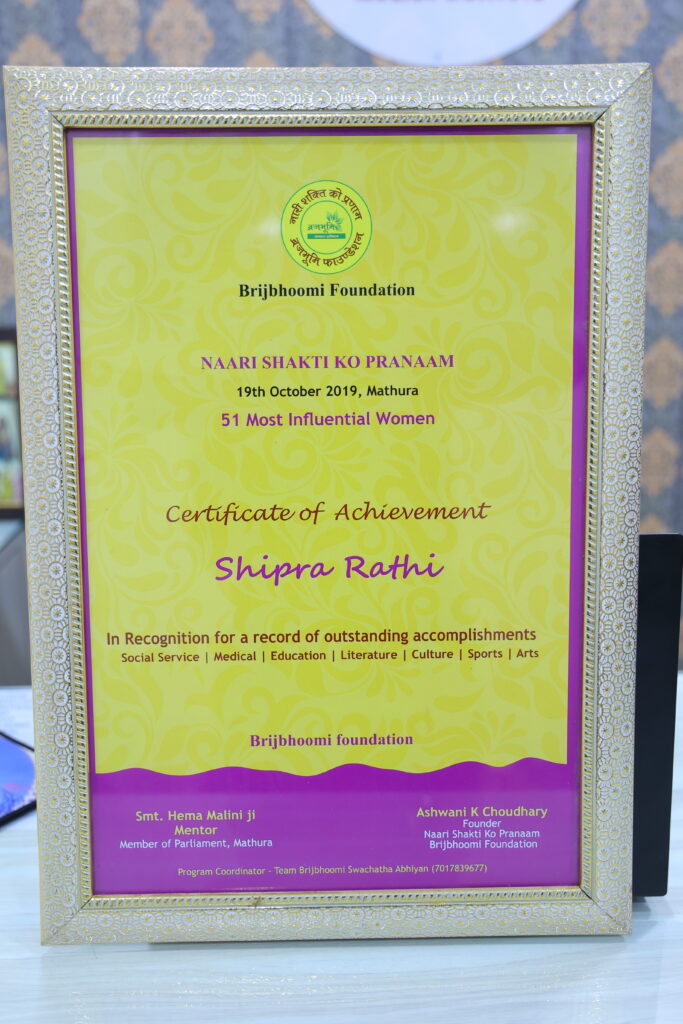 नारी शक्ति को प्रणाम
ब्रजभूमि
ब्रजभूमि फाउण्डेशन
Brijbhoomi Foundation
NAARI SHAKTI KO PRANAAM
19th October 2019, Mathura
51 Most Influential Women
Certificate of Achievement
Shipra Rathi
In Recognition for a record of outstanding accomplishments
Social Service | Medical | Education | Literature | Culture | Sports | Arts
Brijbhoomi foundation
Smt. Hema Malini ji
Mentor
Member of Parliament, Mathura
Ashwani K Choudhary
Founder
Naari Shakti Ko Pranaam
Brijbhoomi Foundation
Program Coordinator - Team Brijbhoomi Swachatha Abhiyan (7017839677)